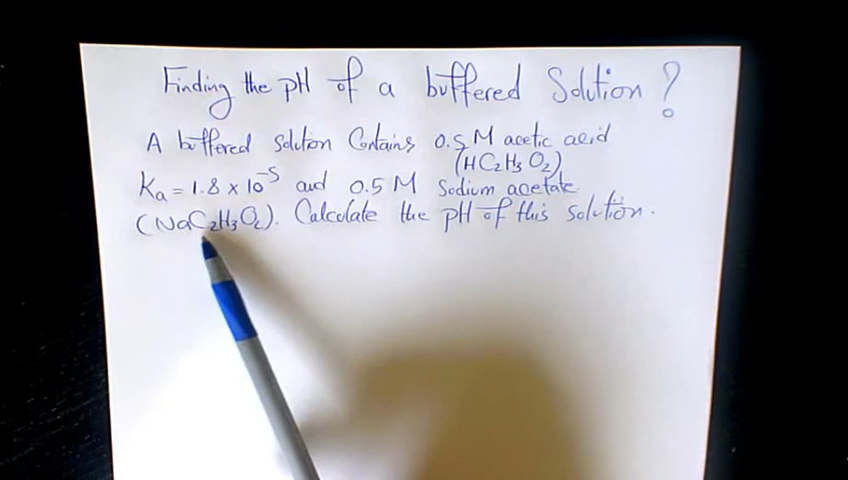 Finding the pH of a buffered Solution?
A buffered solution Contains 0.5 M acetic acid
(HC₂H₃O₂)
Ka = 1.8 × 10⁻⁵ and 0.5 M Sodium acetate
(NaC₂H₃O₂). Calculate the pH of this solution.